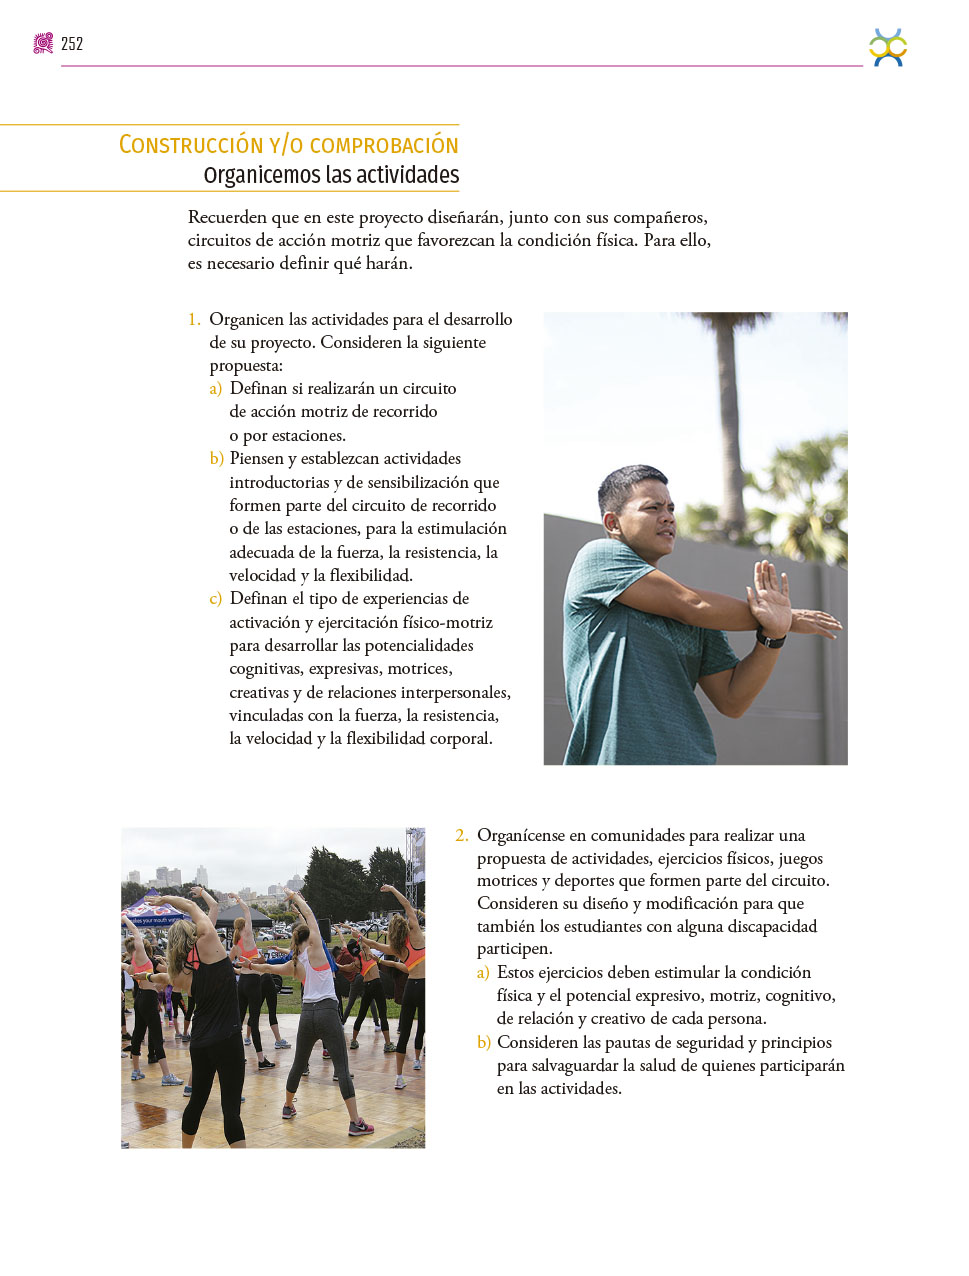 252
CONSTRUCCIÓN Y/O COMPROBACIÓN
Organicemos las actividades
Recuerden que en este proyecto diseñarán, junto con sus compañeros,
circuitos de acción motriz que favorezcan la condición física. Para ello,
es necesario definir qué harán.
1. Organicen las actividades para el desarrollo
de su proyecto. Consideren la siguiente
propuesta:
a) Definan si realizarán un circuito
de acción motriz de recorrido
o por estaciones.
b) Piensen y establezcan actividades
introductorias y de sensibilización que
formen parte del circuito de recorrido
o de las estaciones, para la estimulación
adecuada de la fuerza, la resistencia, la
velocidad y la flexibilidad.
c) Definan el tipo de experiencias de
activación y ejercitación físico-motriz
para desarrollar las potencialidades
cognitivas, expresivas, motrices,
creativas y de relaciones interpersonales,
vinculadas con la fuerza, la resistencia,
la velocidad y la flexibilidad corporal.
2. Organícense en comunidades para realizar una
propuesta de actividades, ejercicios físicos, juegos
motrices y deportes que formen parte del circuito.
Consideren su diseño y modificación para que
también los estudiantes con alguna discapacidad
participen.
a) Estos ejercicios deben estimular la condición
física y el potencial expresivo, motriz, cognitivo,
de relación y creativo de cada persona.
b) Consideren las pautas de seguridad y principios
para salvaguardar la salud de quienes participarán
en las actividades.
your mouth